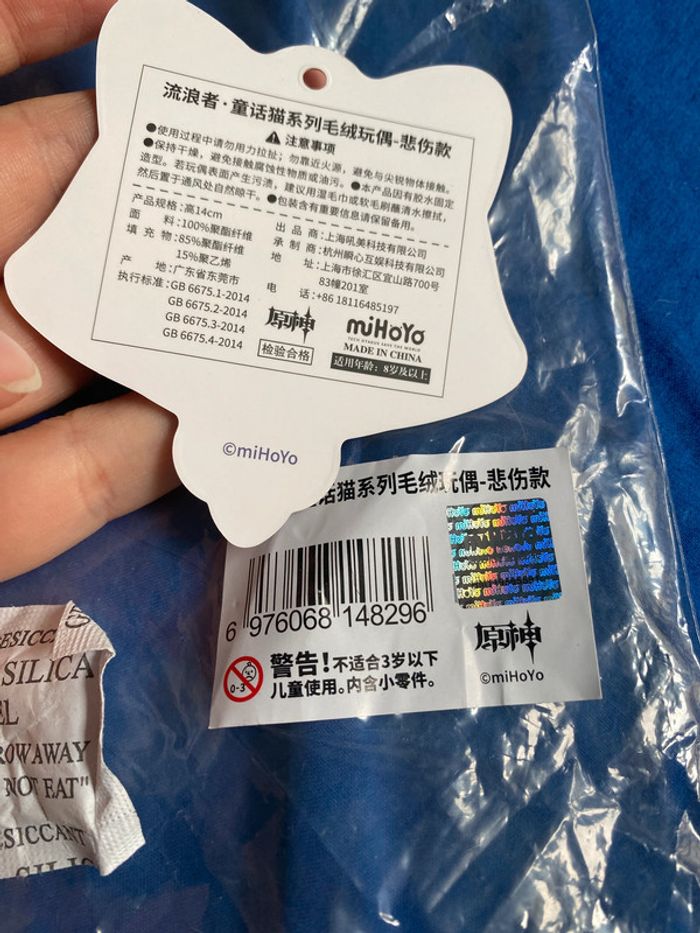 流浪者·童话猫系列毛绒玩偶-悲伤款
注意事项
●使用过程中请勿用力拉扯；勿靠近火源，避免与尖锐物体接触。
●保持干燥，避免接触腐蚀性物质或油污。●本产品因有胶水固定
造型。若玩偶表面产生污渍，建议用湿毛巾或软毛刷蘸清水擦拭，
然后置于通风处自然晾干。●包装含有重要信息请保留备用。
产品规格：高14cm
面 料：100%聚酯纤维
填 充 物：85%聚酯纤维
15%聚乙烯
产 地：广东省东莞市
执行标准：GB 6675.1-2014
GB 6675.2-2014
GB 6675.3-2014
GB 6675.4-2014
出 品 商：上海吼美科技有限公司
承 制 商：杭州瞬心互娱科技有限公司
地 址：上海市徐汇区宜山路700号
83幢201室
电 话：+86 18116485197
原神
检验合格
miHoYo
TECH OTAKUS SAVE THE WORLD
MADE IN CHINA
适用年龄：8岁及以上
©miHoYo
话猫系列毛绒玩偶-悲伤款
6 976068 148296
0-3
警告！不适合3岁以下
儿童使用。内含小零件。
miHoYo
原神
©miHoYo
SILICA
NOT EAT"